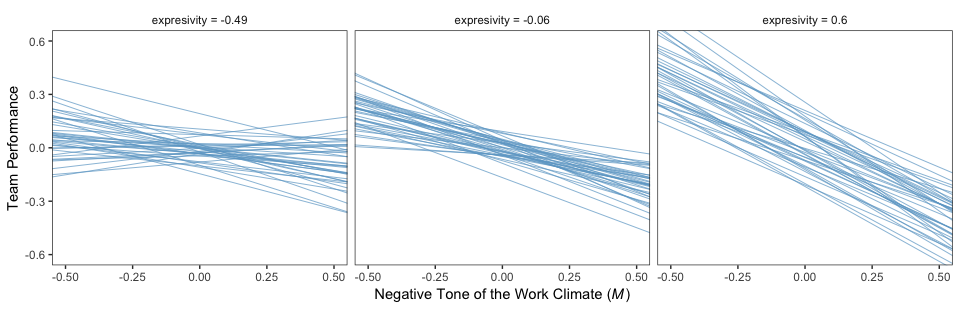 expresivity = -0.49
expresivity = -0.06
expresivity = 0.6
Team Performance
0.6
0.3
0.0
-0.3
-0.6
-0.50 -0.25 0.00 0.25 0.50
-0.50 -0.25 0.00 0.25 0.50
-0.50 -0.25 0.00 0.25 0.50
Negative Tone of the Work Climate (M)